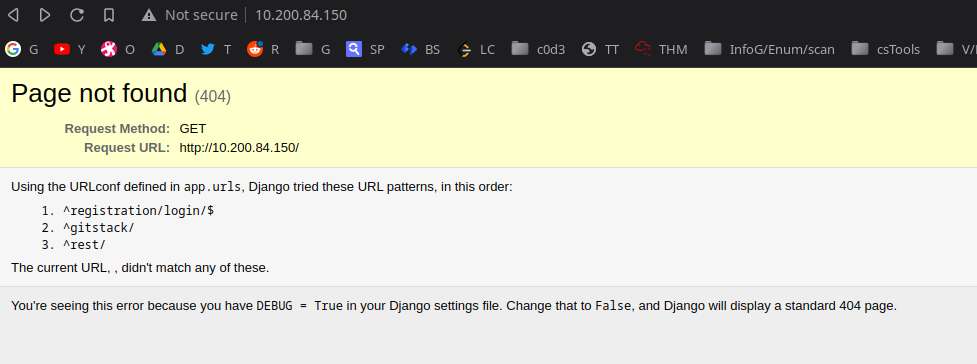 Not secure 10.200.84.150
G Y O D T R G SP BS LC c0d3 TT THM InfoG/Enum/scan csTools V/
Page not found (404)
Request Method: GET
Request URL: http://10.200.84.150/
Using the URLconf defined in app.urls, Django tried these URL patterns, in this order:
1. ^registration/login/$
2. ^gitstack/
3. ^rest/
The current URL, , didn't match any of these.
You're seeing this error because you have DEBUG = True in your Django settings file. Change that to False, and Django will display a standard 404 page.